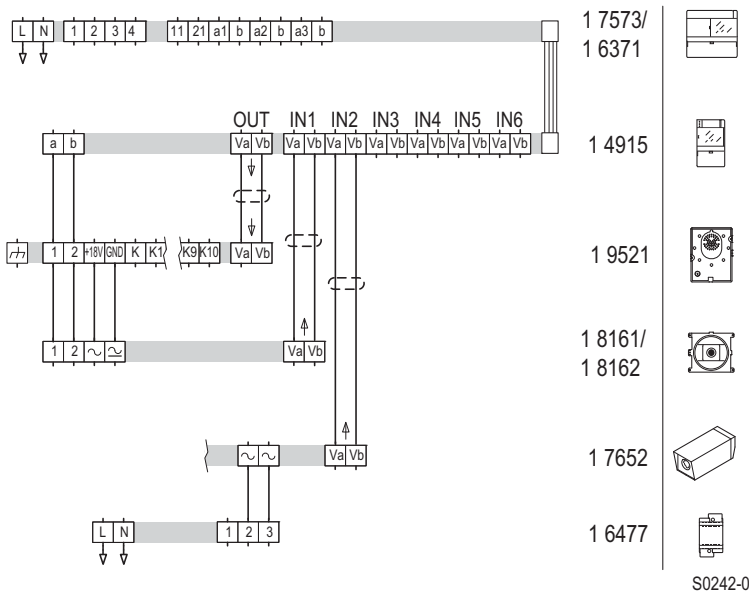 L N 1 2 3 4 11 21 a1 b a2 b a3 b 1 7573/
1 6371
OUT IN1 IN2 IN3 IN4 IN5 IN6
a b Va Vb Va Vb Va Vb Va Vb Va Vb Va Vb Va Vb 1 4915
1 2 +18V GND K K1 K9 K10 Va Vb 1 9521
1 2 Va Vb 1 8161/
1 8162
Va Vb 1 7652
L N 1 2 3 1 6477
S0242-0